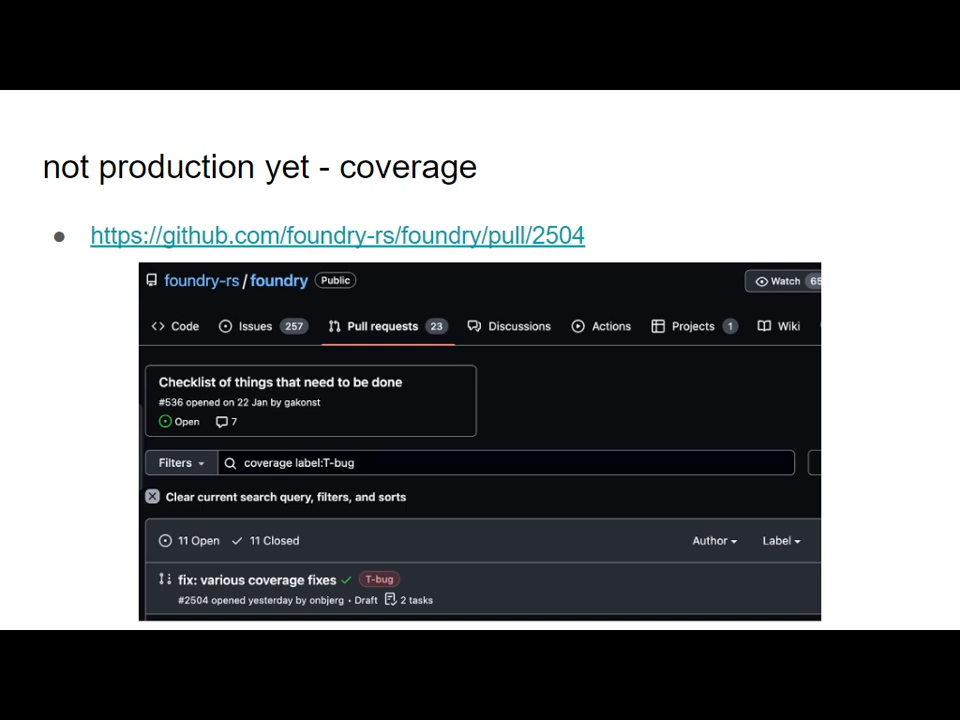 not production yet - coverage
● https://github.com/foundry-rs/foundry/pull/2504
foundry-rs / foundry Public Watch
Code Issues 257 Pull requests 23 Discussions Actions Projects 1 Wiki
Checklist of things that need to be done
#536 opened on 22 Jan by gakonst
Open 7
Filters coverage label:T-bug
Clear current search query, filters, and sorts
11 Open 11 Closed Author Label
fix: various coverage fixes T-bug
#2504 opened yesterday by onbjerg • Draft 2 tasks